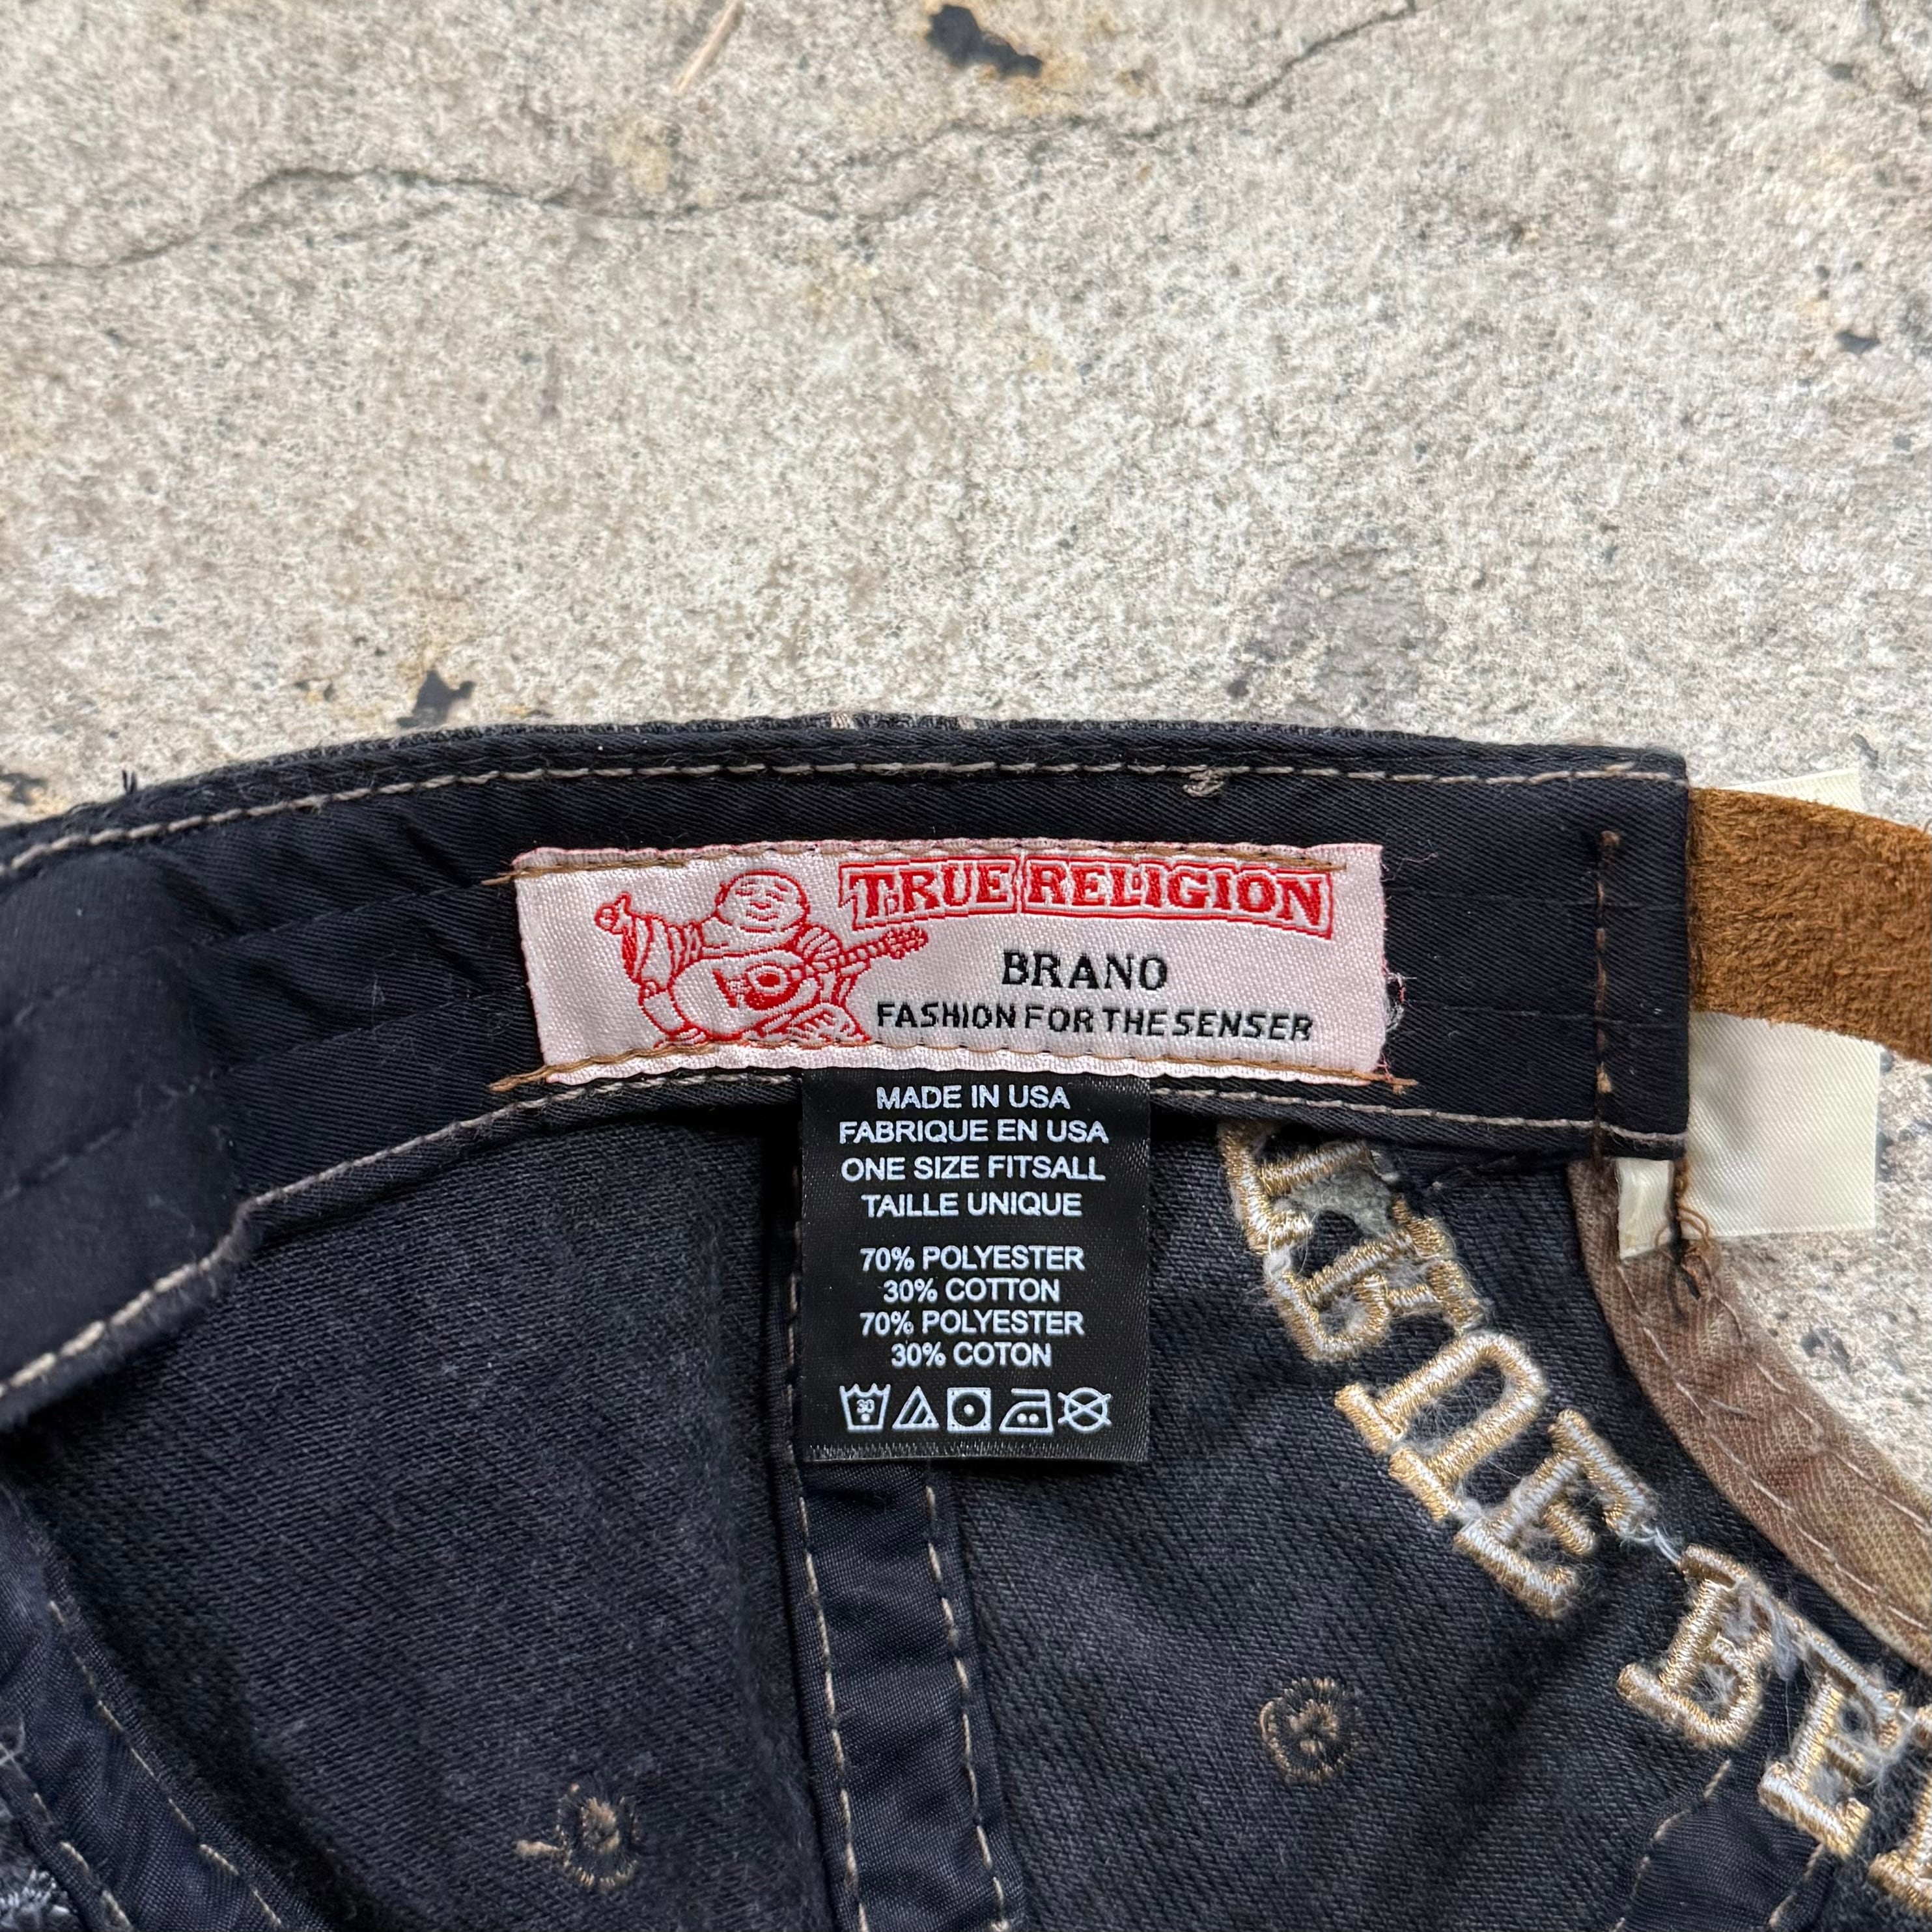 TRUE RELIGION
BRANO
FASHION FOR THE SENSER
MADE IN USA
FABRIQUE EN USA
ONE SIZE FITSALL
TAILLE UNIQUE
70% POLYESTER
30% COTTON
70% POLYESTER
30% COTON
30